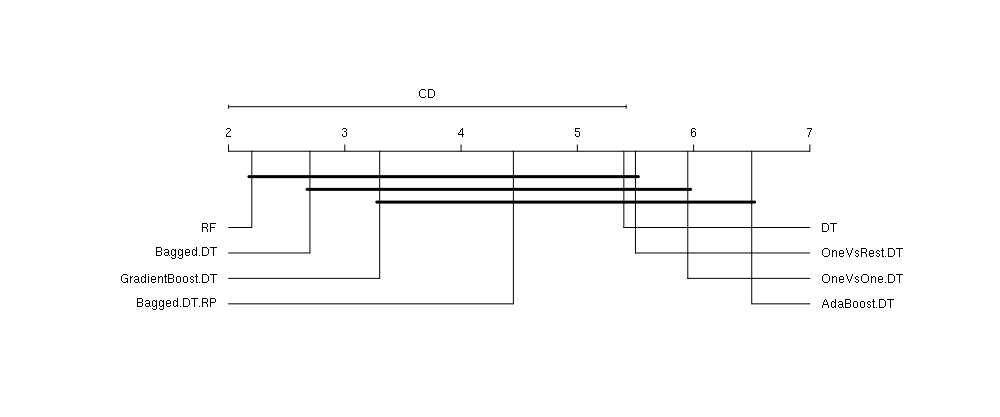 CD
2 3 4 5 6 7
RF DT
Bagged.DT OneVsRest.DT
GradientBoost.DT OneVsOne.DT
Bagged.DT.RP AdaBoost.DT